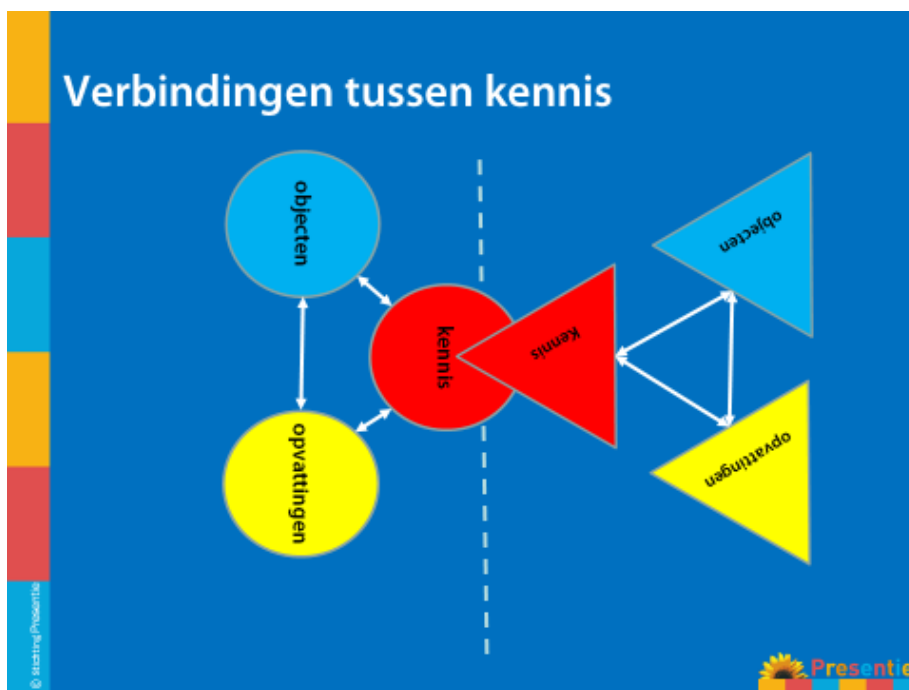 Verbindingen tussen kennis
objecten
objecten
kennis
Kennis
opvattingen
opvattingen
© Stichting Presentie
Presentie